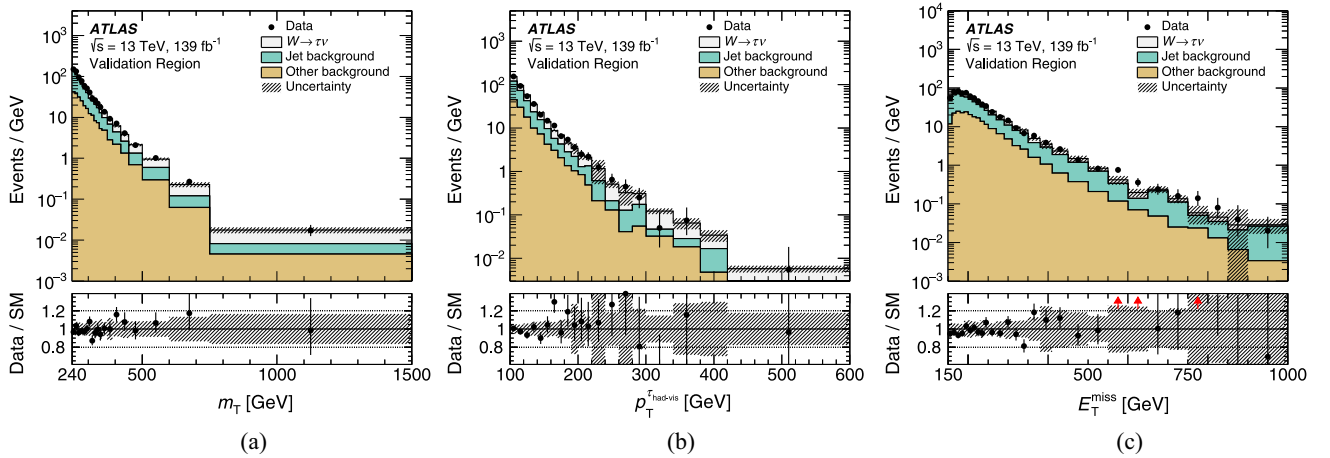 ATLAS
√s = 13 TeV, 139 fb⁻¹
Validation Region
Data
W→τν
Jet background
Other background
Uncertainty
Events / GeV
10³
10²
10
1
10⁻¹
10⁻²
10⁻³
Data / SM
1.2
1
0.8
240
500
1000
1500
m_T [GeV]
(a)
ATLAS
√s = 13 TeV, 139 fb⁻¹
Validation Region
Data
W→τν
Jet background
Other background
Uncertainty
Events / GeV
10³
10²
10
1
10⁻¹
10⁻²
10⁻³
Data / SM
1.2
1
0.8
100
200
300
400
500
600
p_T^τ_had-vis [GeV]
(b)
ATLAS
√s = 13 TeV, 139 fb⁻¹
Validation Region
Data
W→τν
Jet background
Other background
Uncertainty
Events / GeV
10⁴
10³
10²
10
1
10⁻¹
10⁻²
10⁻³
Data / SM
1.2
1
0.8
150
500
750
1000
E_T^miss [GeV]
(c)